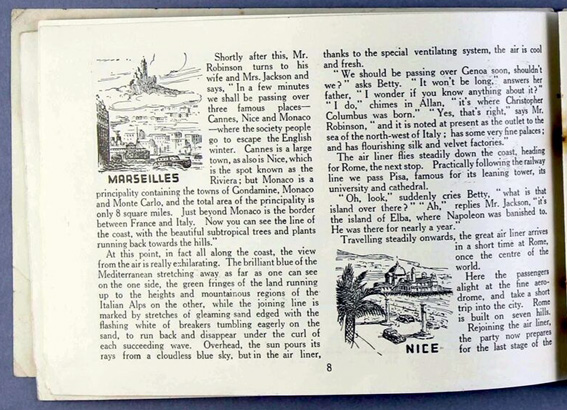 Shortly after this, Mr.
Robinson turns to his
wife and Mrs. Jackson and
says, "In a few minutes
we shall be passing over
three famous places—
Cannes, Nice and Monaco
—where the society people
go to escape the English
winter. Cannes is a large
town, as also is Nice, which
is the spot known as the
Riviera; but Monaco is a
MARSEILLES
principality containing the towns of Gondamine, Monaco
and Monte Carlo, and the total area of the principality is
only 8 square miles. Just beyond Monaco is the border
between France and Italy. Now you can see the line of
the coast, with the beautiful subtropical trees and plants
running back towards the hills."
At this point, in fact all along the coast, the view
from the air is really exhilarating. The brilliant blue of the
Mediterranean stretching away as far as one can see
on the one side, the green fringes of the land running
up to the heights and mountainous regions of the
Italian Alps on the other, while the joining line is
marked by stretches of gleaming sand edged with the
flashing white of breakers tumbling eagerly on the
sand, to run back and disappear under the curl of
each succeeding wave. Overhead, the sun pours its
rays from a cloudless blue sky, but in the air liner,
thanks to the special ventilating system, the air is cool
and fresh.
"We should be passing over Genoa soon, shouldn't
we?" asks Betty. "It won't be long," answers her
father, "I wonder if you know anything about it?"
"I do," chimes in Allan, "it's where Christopher
Columbus was born." "Yes, that's right," says Mr.
Robinson, "and it is noted at present as the outlet to the
sea of the north-west of Italy; has some very fine palaces;
and has flourishing silk and velvet factories.
The air liner flies steadily down the coast, heading
for Rome, the next stop. Practically following the railway
line we pass Pisa, famous for its leaning tower, its
university and cathedral.
"Oh, look," suddenly cries Betty, "what is that
island over there?" "Ah," replies Mr. Jackson, "it's
the island of Elba, where Napoleon was banished to.
He was there for nearly a year."
Travelling steadily onwards, the great air liner arrives
in a short time at Rome,
once the centre of the
world.
Here the passengers
alight at the fine aero-
drome, and take a short
trip into the city. Rome
is built on seven hills.
Rejoining the air liner,
the party now prepares
for the last stage of the
NICE
8